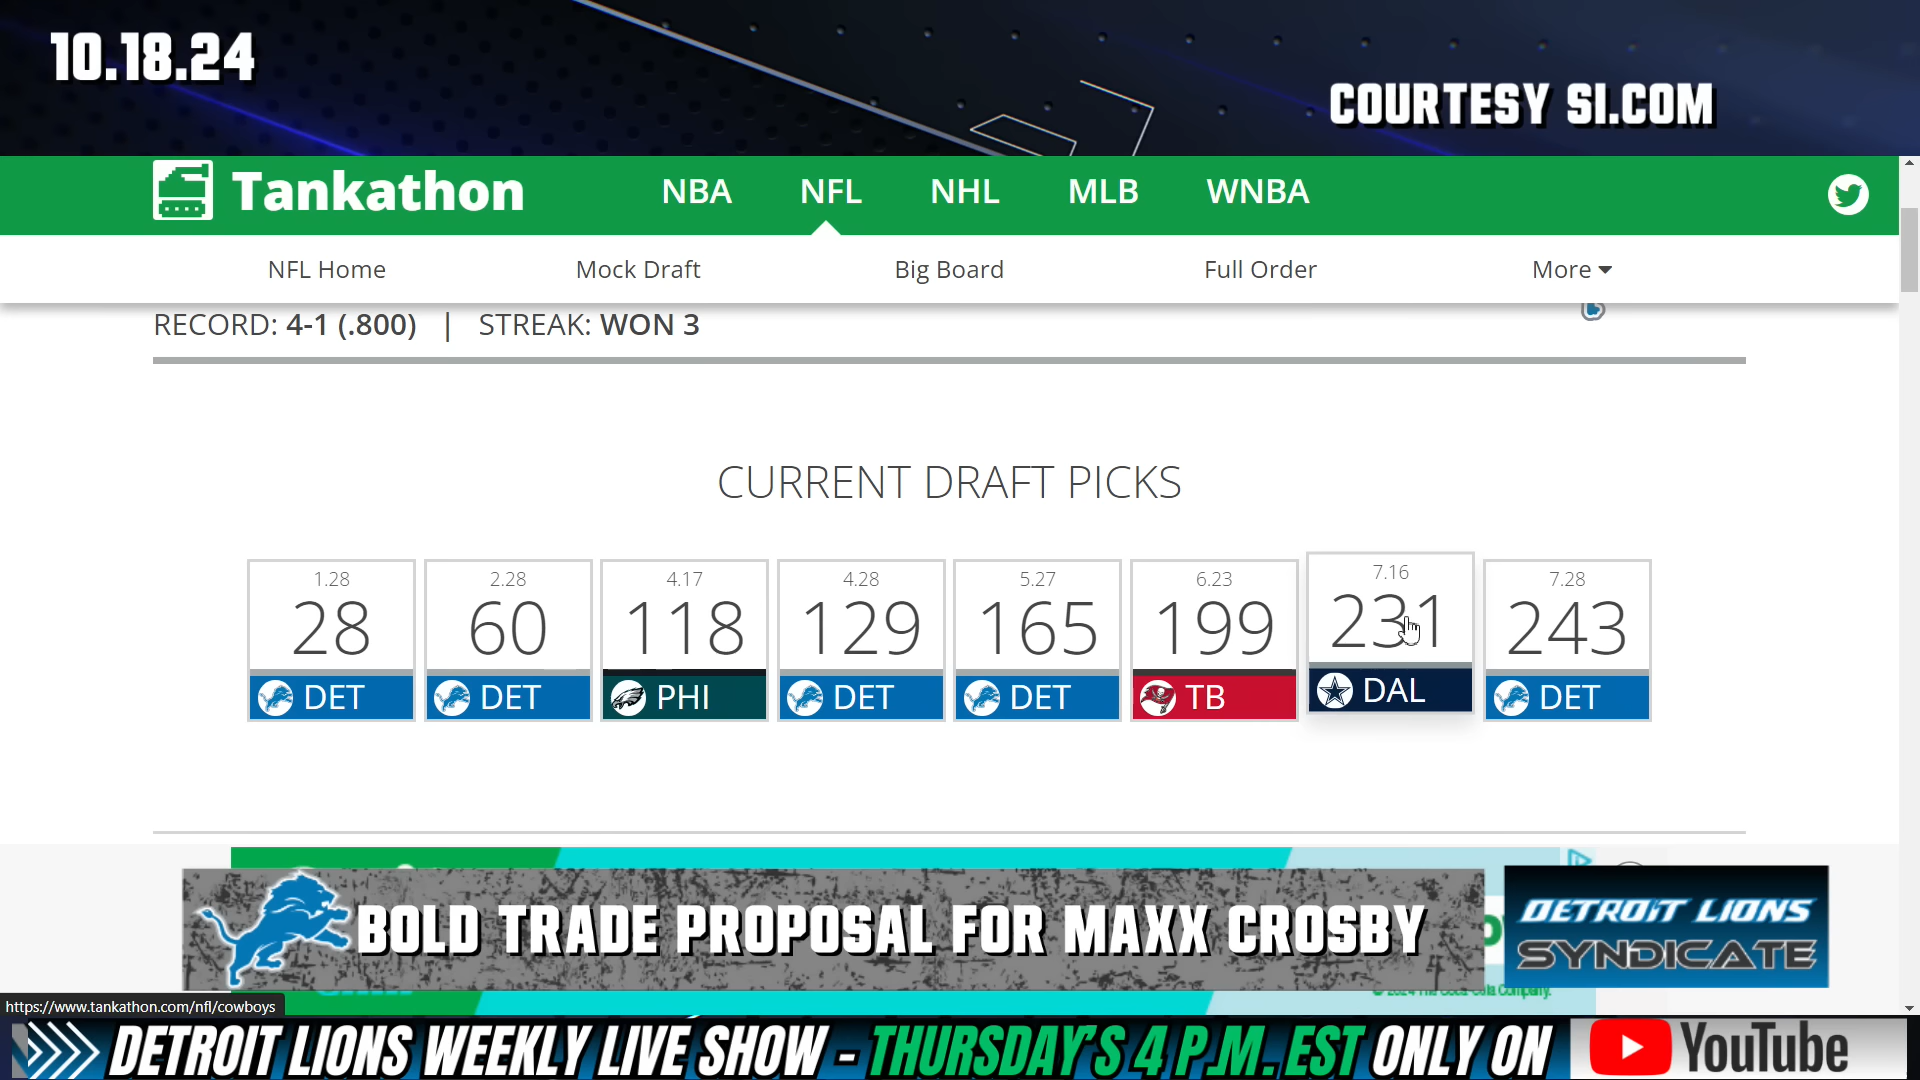 10.18.24
COURTESY SI.COM
Tankathon
NBA NFL NHL MLB WNBA
NFL Home Mock Draft Big Board Full Order More
RECORD: 4-1 (.800) | STREAK: WON 3
CURRENT DRAFT PICKS
1.28 2.28 4.17 4.28 5.27 6.23 7.16 7.28
28 60 118 129 165 199 231 243
DET DET PHI DET DET TB DAL DET
BOLD TRADE PROPOSAL FOR MAXX CROSBY
DETROIT LIONS
SYNDICATE
https://www.tankathon.com/nfl/cowboys
DETROIT LIONS WEEKLY LIVE SHOW - THURSDAY'S 4 P.M. EST ONLY ON YouTube